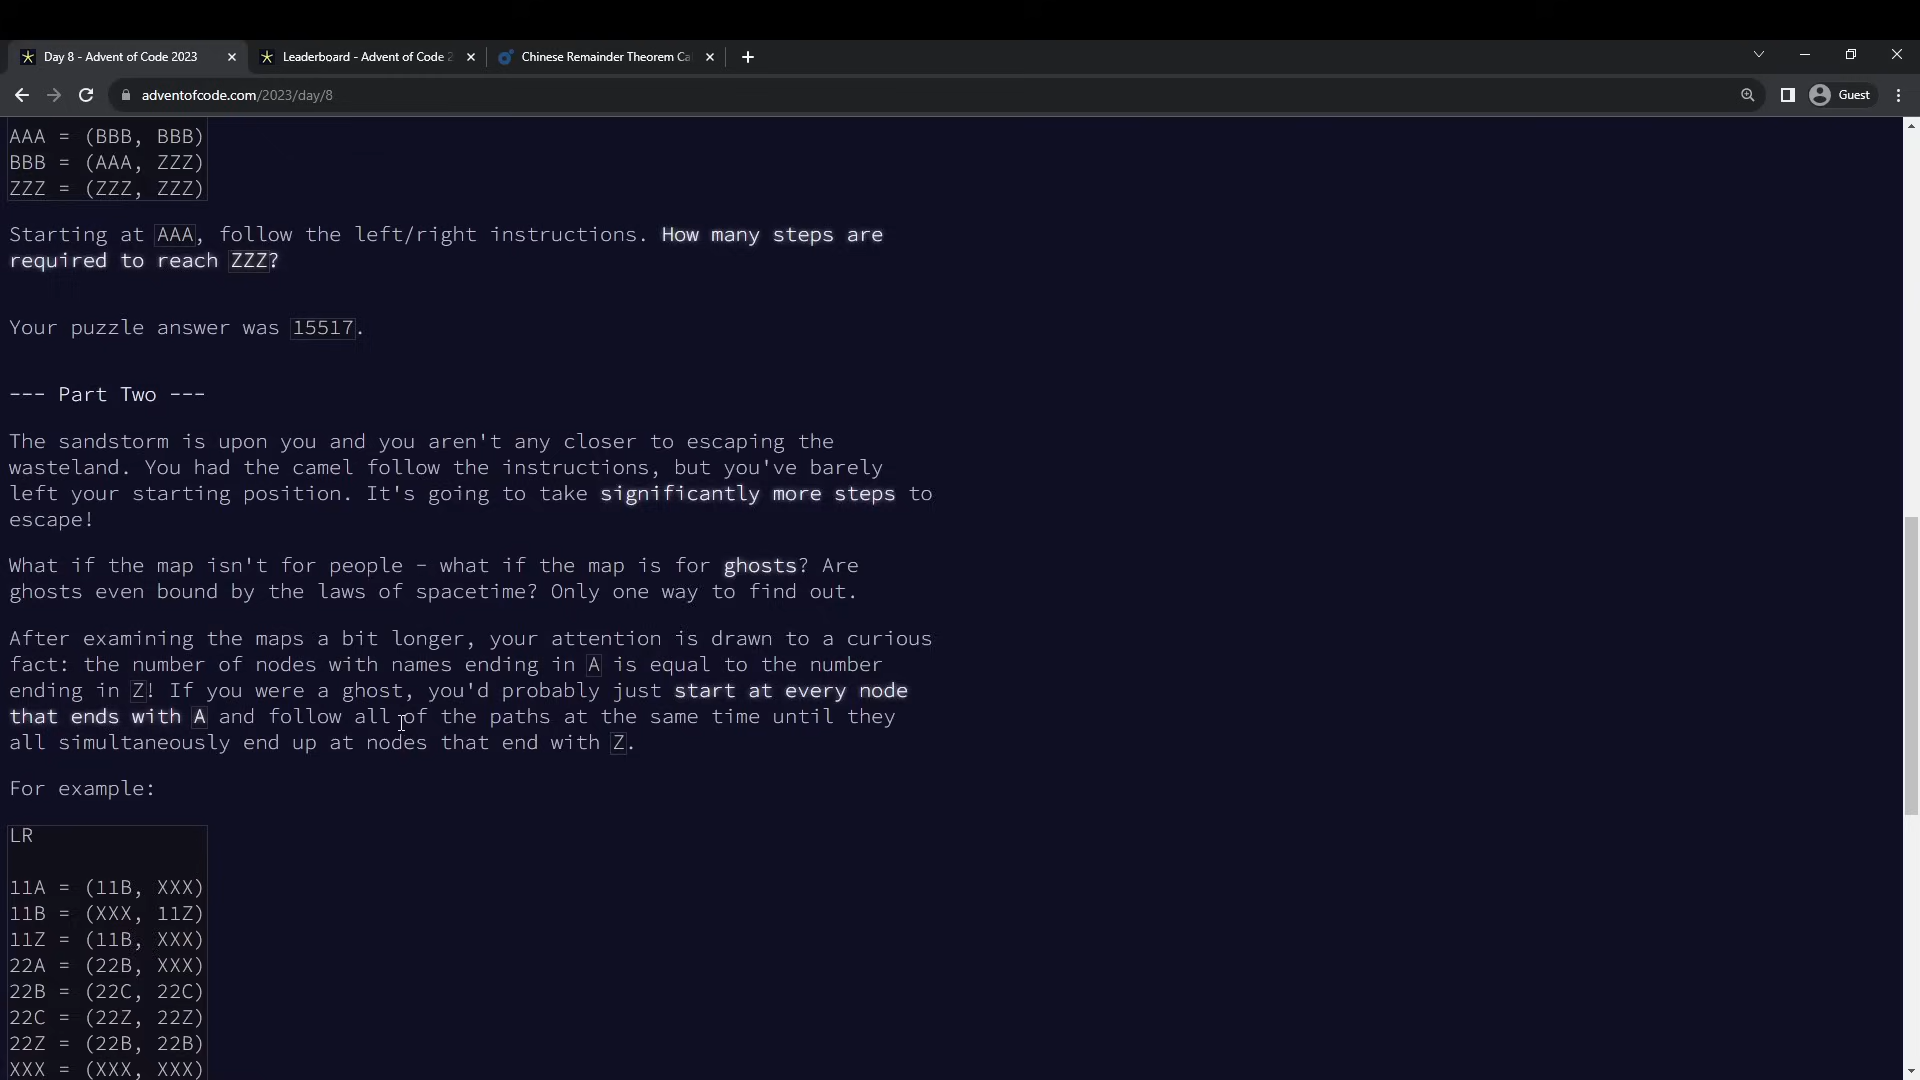 Day 8 - Advent of Code 2023
Leaderboard - Advent of Code 2
Chinese Remainder Theorem Ca
adventofcode.com/2023/day/8
Guest
AAA = (BBB, BBB)
BBB = (AAA, ZZZ)
ZZZ = (ZZZ, ZZZ)
Starting at AAA, follow the left/right instructions. How many steps are
required to reach ZZZ?
Your puzzle answer was 15517.
--- Part Two ---
The sandstorm is upon you and you aren't any closer to escaping the
wasteland. You had the camel follow the instructions, but you've barely
left your starting position. It's going to take significantly more steps to
escape!
What if the map isn't for people - what if the map is for ghosts? Are
ghosts even bound by the laws of spacetime? Only one way to find out.
After examining the maps a bit longer, your attention is drawn to a curious
fact: the number of nodes with names ending in A is equal to the number
ending in Z! If you were a ghost, you'd probably just start at every node
that ends with A and follow all of the paths at the same time until they
all simultaneously end up at nodes that end with Z.
For example:
LR
11A = (11B, XXX)
11B = (XXX, 11Z)
11Z = (11B, XXX)
22A = (22B, XXX)
22B = (22C, 22C)
22C = (22Z, 22Z)
22Z = (22B, 22B)
XXX = (XXX, XXX)